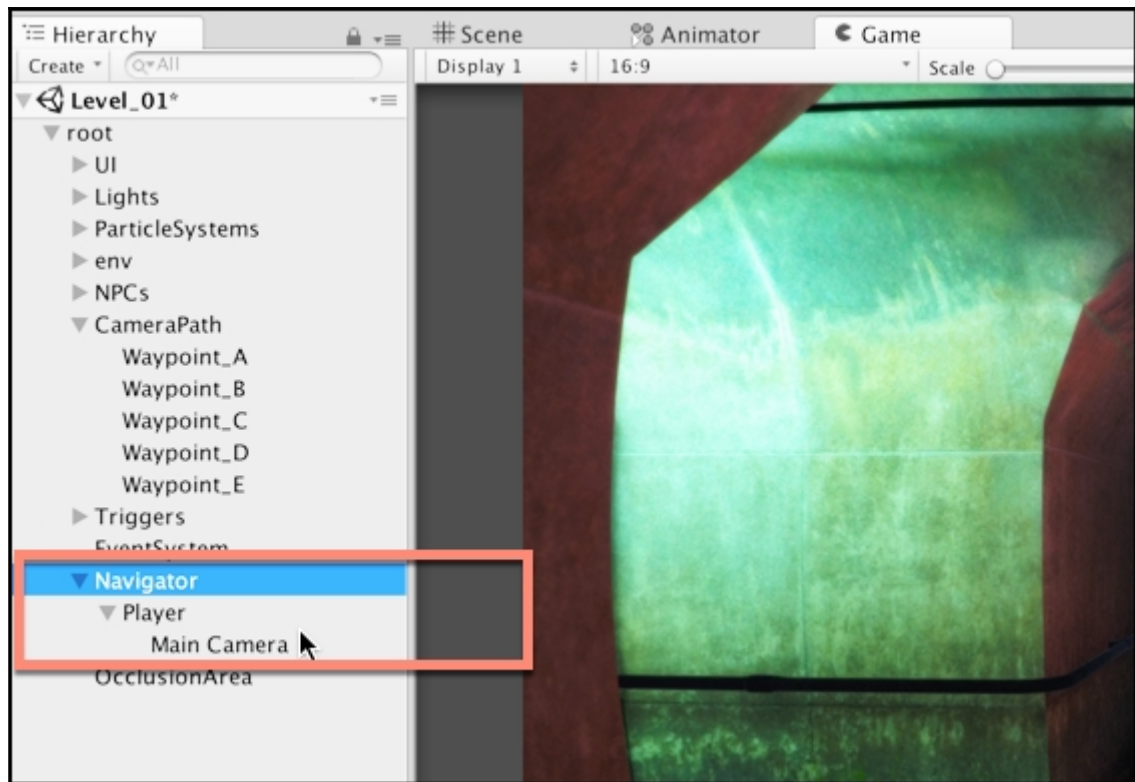 Hierarchy
Scene
Animator
Game
Create
All
Display 1
16:9
Scale
Level_01*
root
UI
Lights
ParticleSystems
env
NPCs
CameraPath
Waypoint_A
Waypoint_B
Waypoint_C
Waypoint_D
Waypoint_E
Triggers
EventSystem
Navigator
Player
Main Camera
OcclusionArea